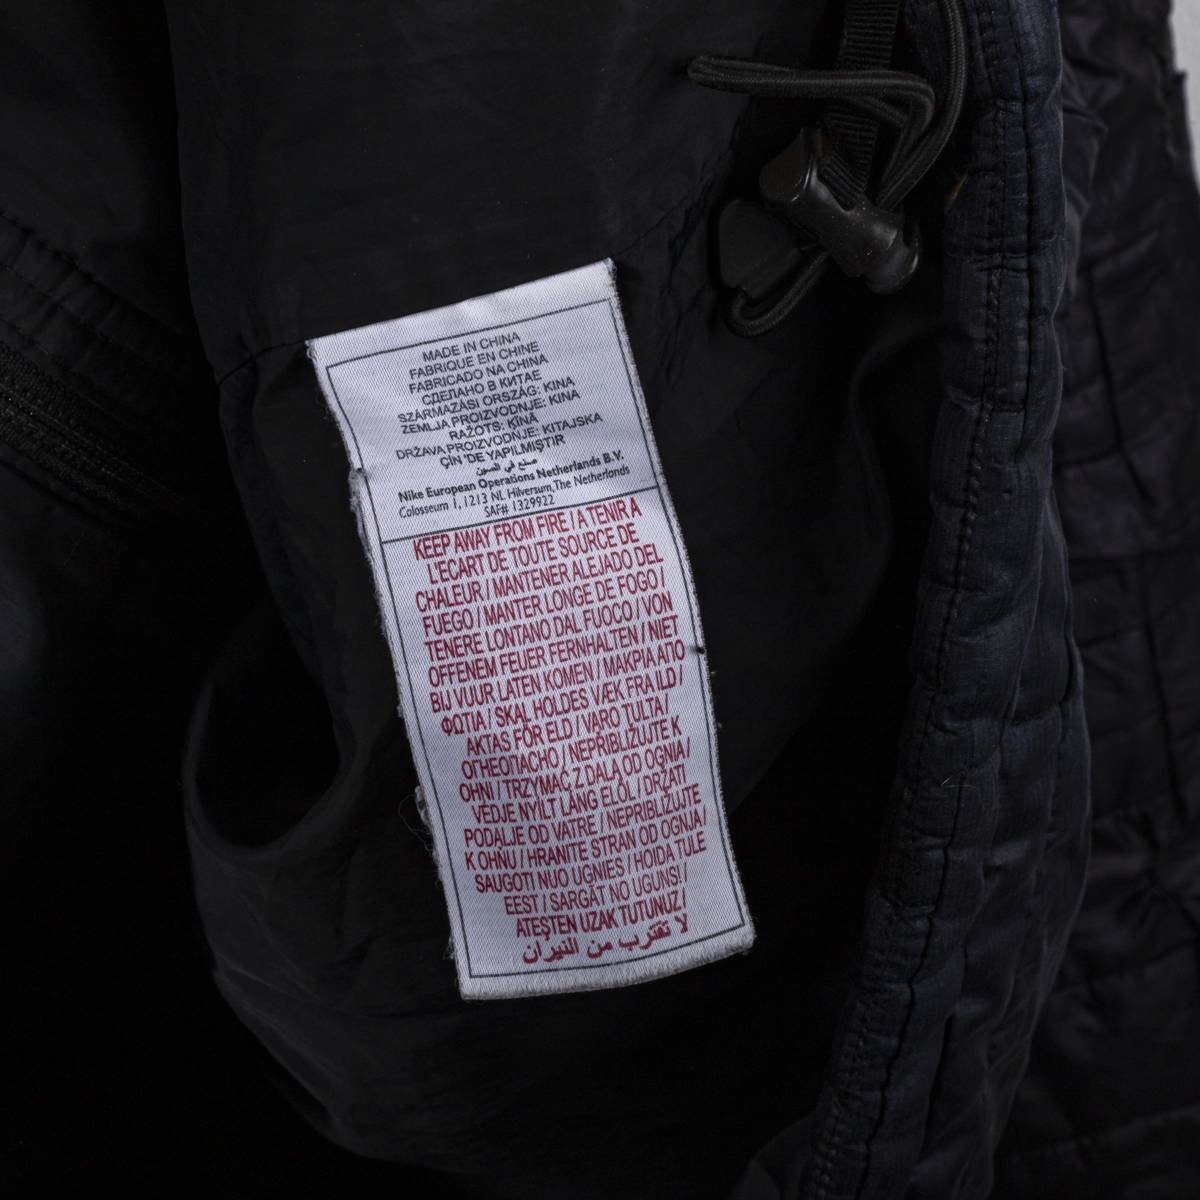 MADE IN CHINA
FABRIQUE EN CHINE
FABRICADO NA CHINA
СДЕЛАНО В КИТАЕ
SZÁRMAZÁSI ORSZÁG: KINA
ZEMLJA PROIZVODNJE: KINA
RAŽOTS: ĶĪNĀ
DRŽAVA PROIZVODNJE: KITAJSKA
ÇİN 'DE YAPILMIŞTIR
صنع في الصين
Nike European Operations Netherlands B.V.
Colosseum 1, 1213 NL Hilversum, The Netherlands
SAF# 1329922
KEEP AWAY FROM FIRE / A TENIR A
L'ECART DE TOUTE SOURCE DE
CHALEUR / MANTENER ALEJADO DEL
FUEGO / MANTER LONGE DE FOGO /
TENERE LONTANO DAL FUOCO / VON
OFFENEM FEUER FERNHALTEN / NIET
BIJ VUUR LATEN KOMEN / ΜΑΚΡΙΑ ΑΠΟ
ΦΩΤΙΑ / SKAL HOLDES VÆK FRA ILD /
AKTAS FÖR ELD / VARO TULTA /
ОГНЕОПАСНО / NEPŘIBLIŽUJTE K
OHNI / TRZYMAĆ Z DALA OD OGNIA /
VÉDJE NYÍLT LÁNG ELŐL / DRŽATI
PODALJE OD VATRE / NEPRIBLIŽUJTE
K OHŇU / HRANITE STRAN OD OGNJA /
SAUGOTI NUO UGNIES / HOIDA TULE
EEST / SARGĀT NO UGUNS! /
ATEŞTEN UZAK TUTUNUZ /
لا تقترب من النيران